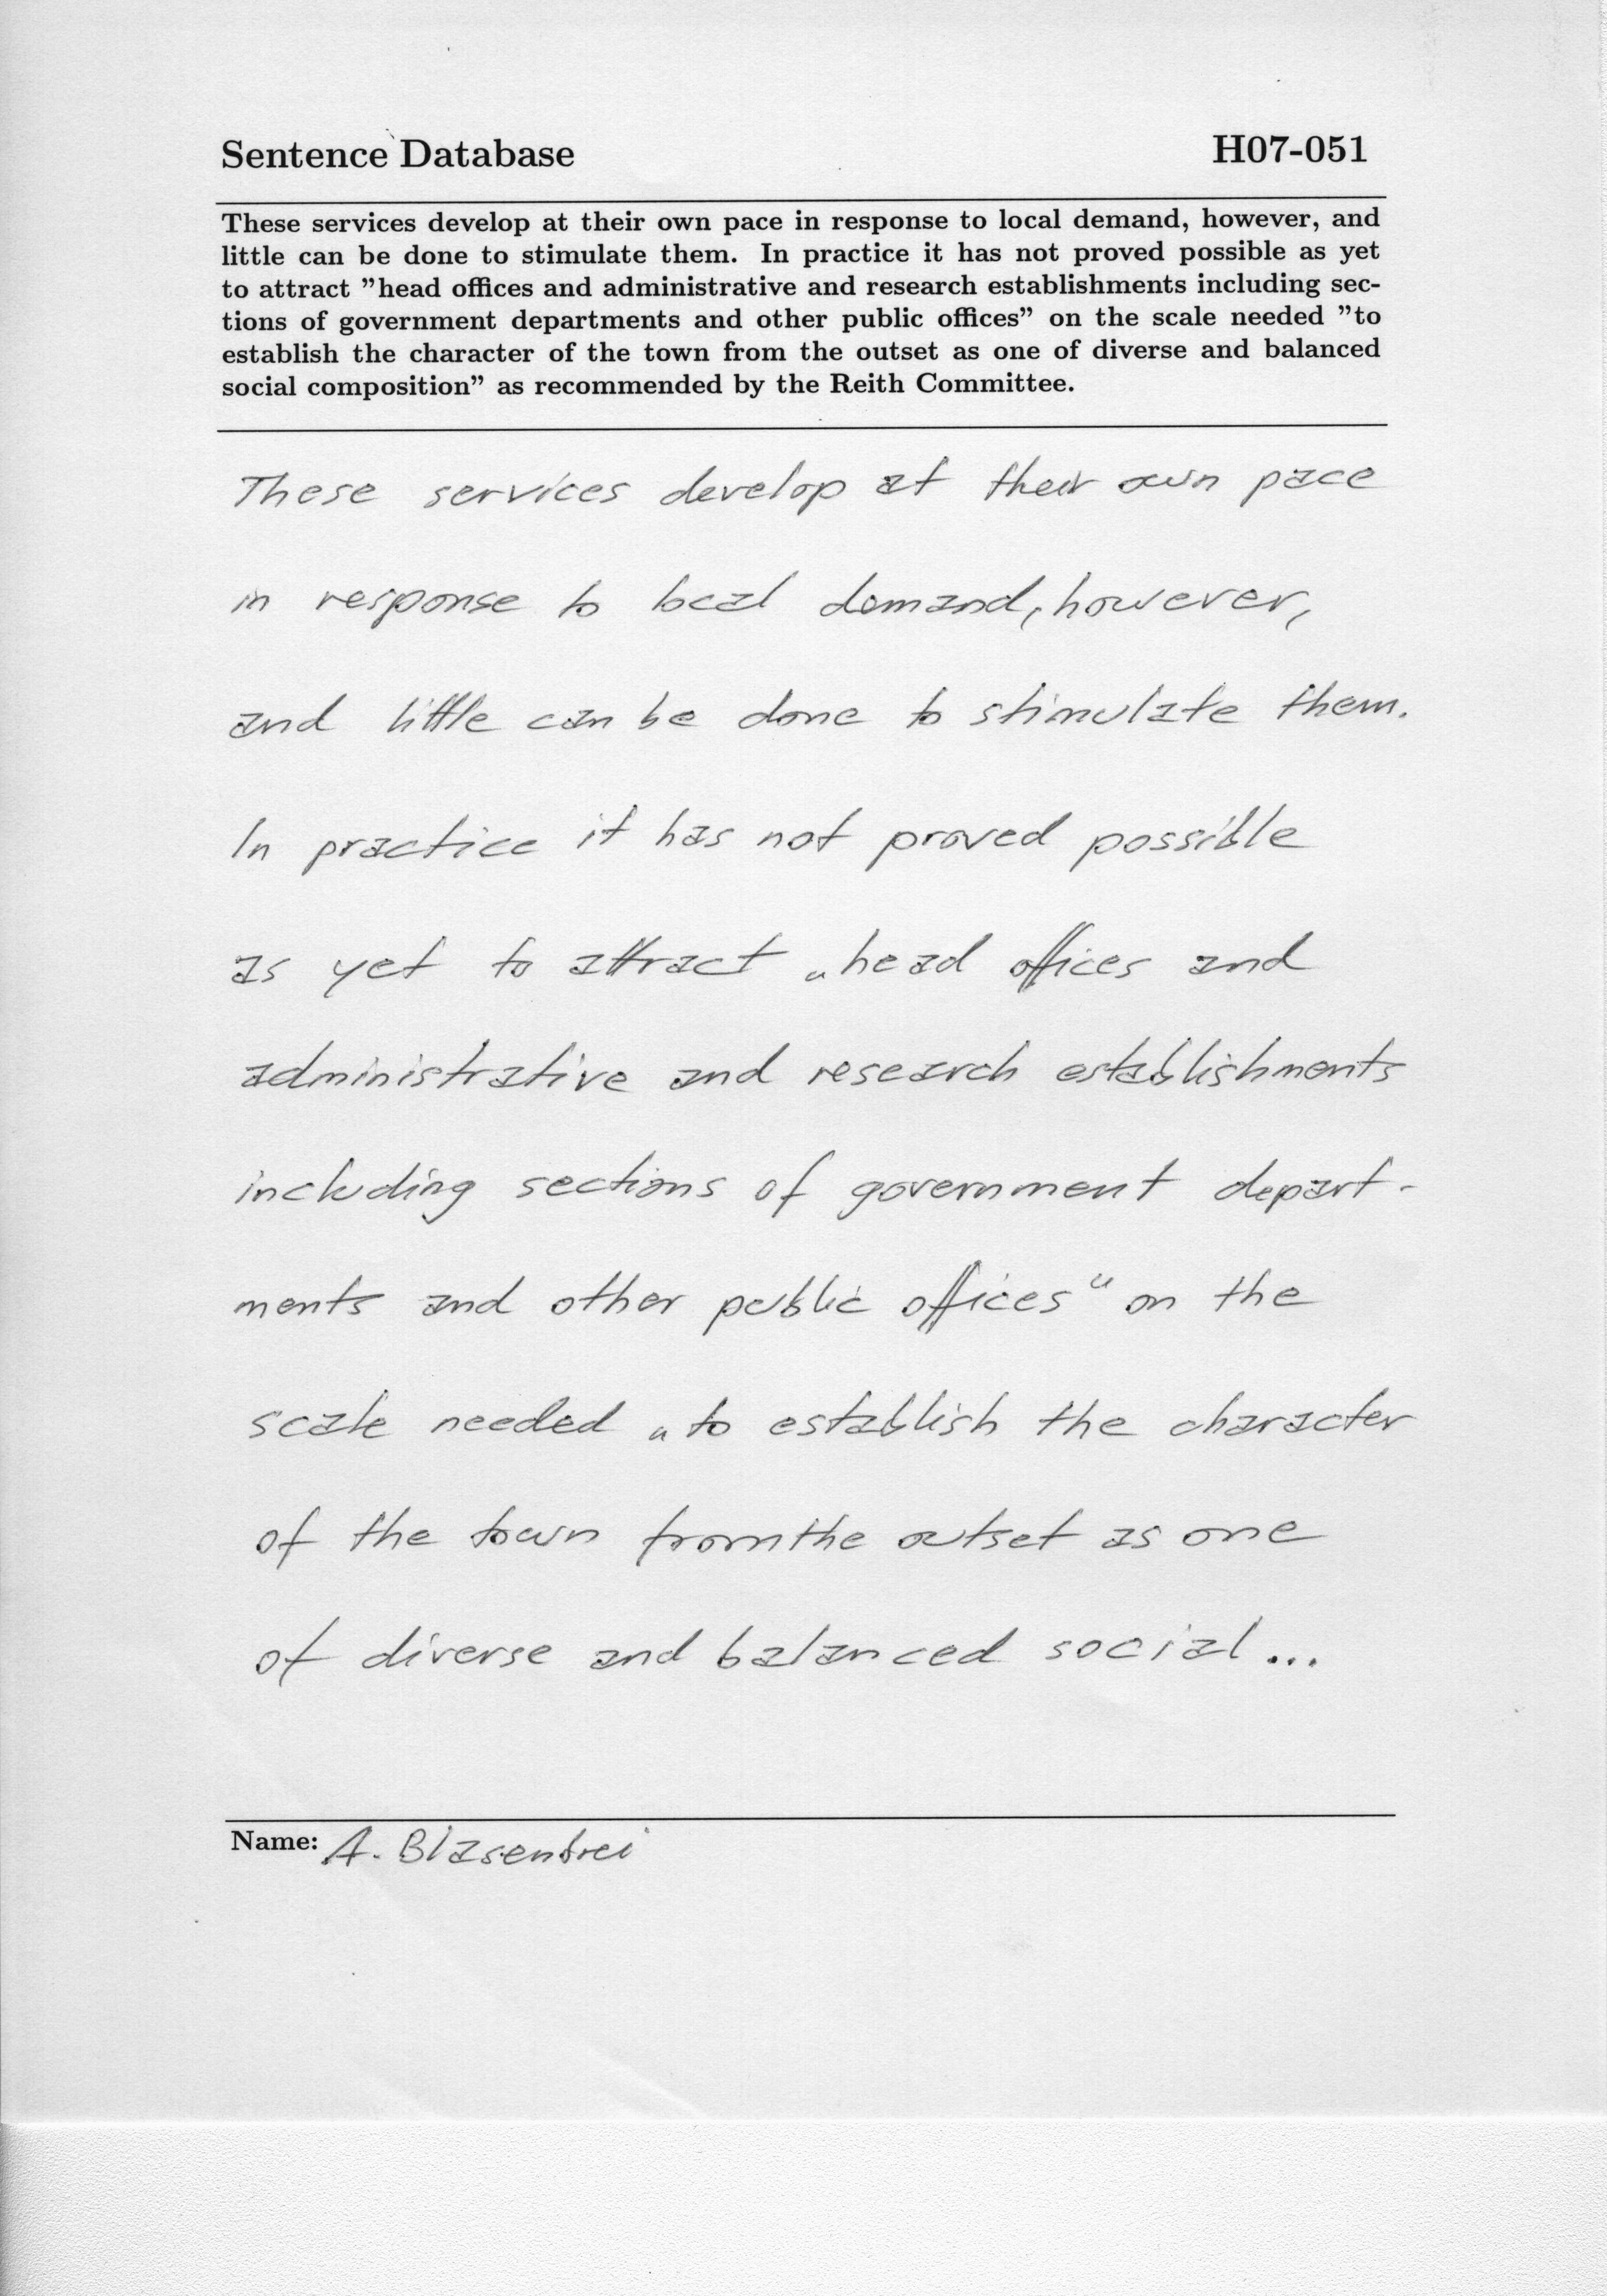 Sentence Database H07-051
These services develop at their own pace in response to local demand, however, and
little can be done to stimulate them. In practice it has not proved possible as yet
to attract ”head offices and administrative and research establishments including sec-
tions of government departments and other public offices” on the scale needed ”to
establish the character of the town from the outset as one of diverse and balanced
social composition” as recommended by the Reith Committee.
These services develop at their own pace
in response to local demand, however,
and little can be done to stimulate them.
In practice it has not proved possible
as yet to attract „head offices and
administrative and research establishments
including sections of government depart-
ments and other public offices“ on the
scale needed „to establish the character
of the town from the outset as one
of diverse and balanced social...
Name: A. Blasenbrei